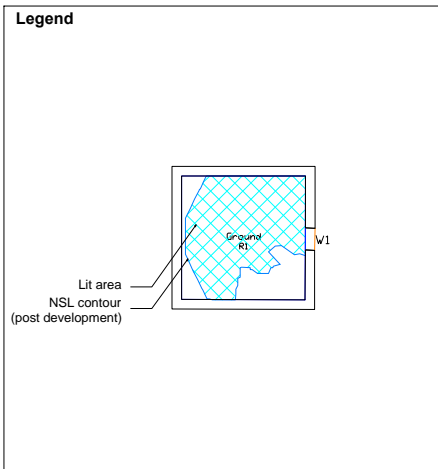 Legend
Ground
R1
W1
Lit area
NSL contour
(post development)